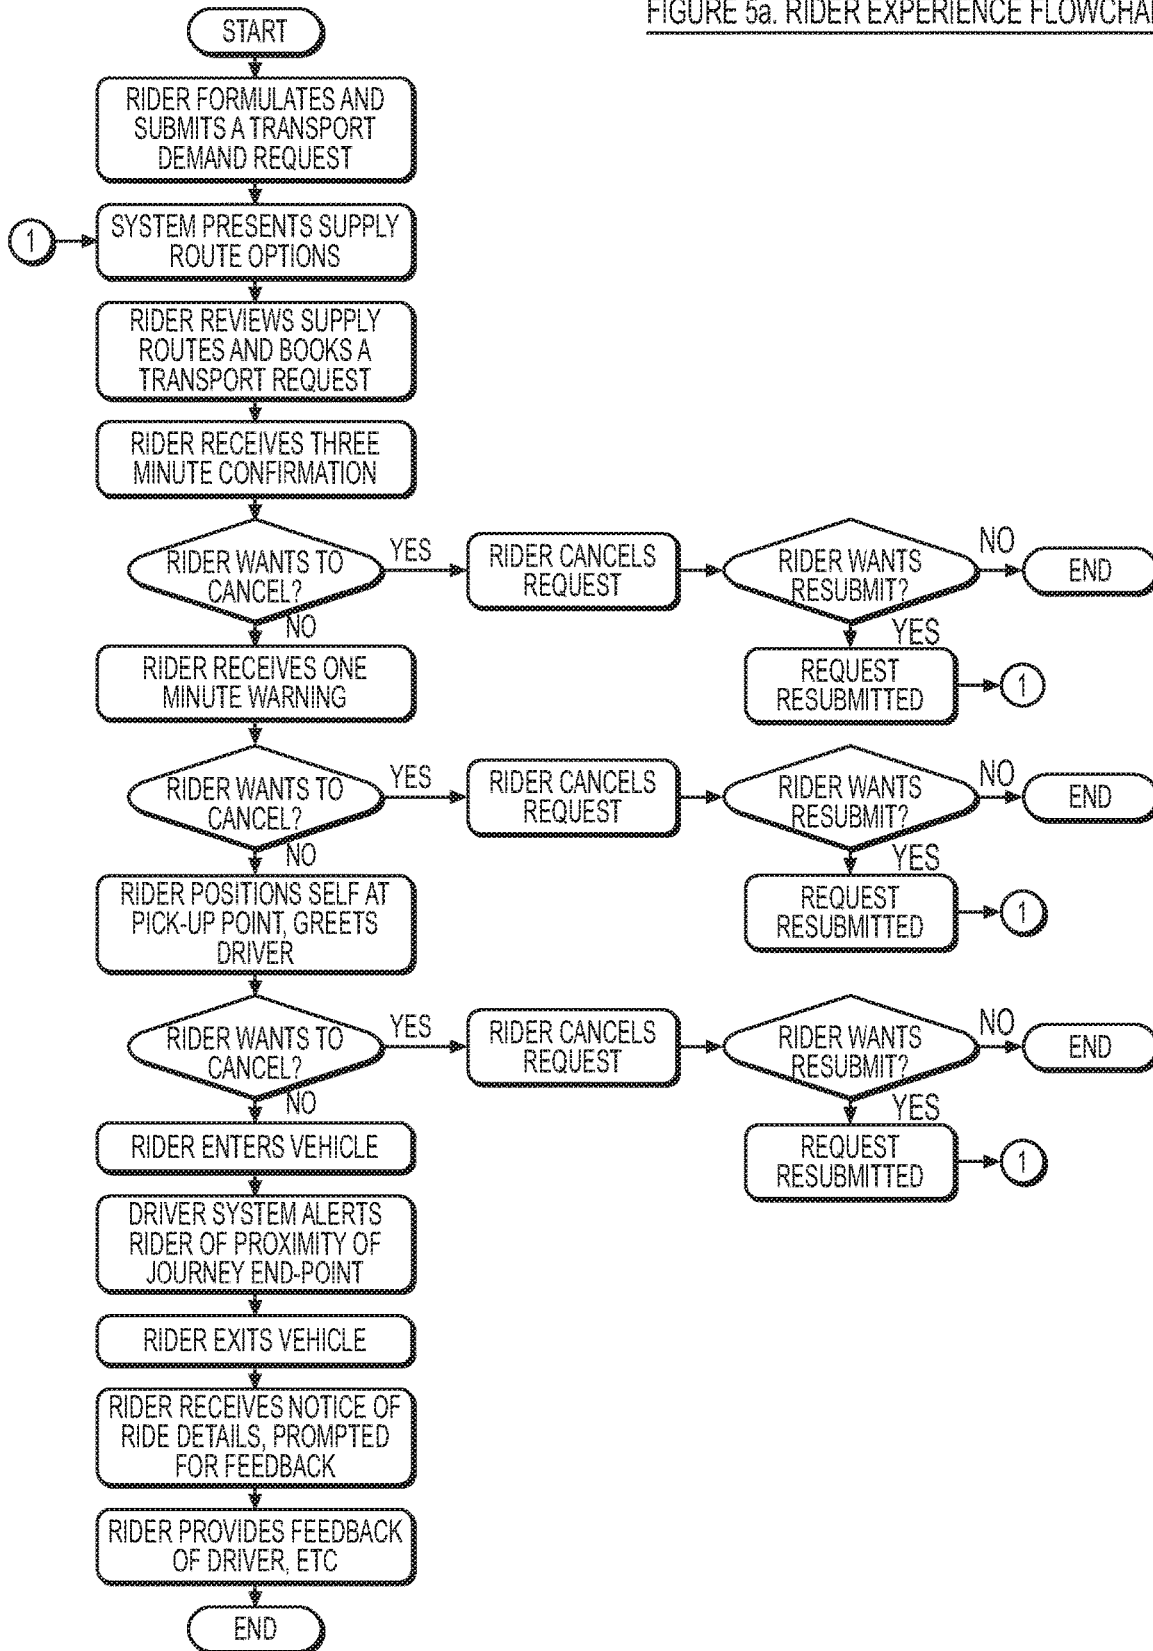 FIGURE 5a. RIDER EXPERIENCE
START
RIDER FORMULATES AND
SUBMITS A TRANSPORT
DEMAND REQUEST
1
SYSTEM PRESENTS SUPPLY
ROUTE OPTIONS
RIDER REVIEWS SUPPLY
ROUTES AND BOOKS A
TRANSPORT REQUEST
RIDER RECEIVES THREE
MINUTE CONFIRMATION
RIDER WANTS TO
CANCEL?
YES
RIDER CANCELS
REQUEST
RIDER WANTS
RESUBMIT?
NO
END
NO
YES
RIDER RECEIVES ONE
MINUTE WARNING
REQUEST
RESUBMITTED
1
RIDER WANTS TO
CANCEL?
YES
RIDER CANCELS
REQUEST
RIDER WANTS
RESUBMIT?
NO
END
NO
YES
RIDER POSITIONS SELF AT
PICK-UP POINT, GREETS
DRIVER
REQUEST
RESUBMITTED
1
RIDER WANTS TO
CANCEL?
YES
RIDER CANCELS
REQUEST
RIDER WANTS
RESUBMIT?
NO
END
NO
YES
RIDER ENTERS VEHICLE
REQUEST
RESUBMITTED
1
DRIVER SYSTEM ALERTS
RIDER OF PROXIMITY OF
JOURNEY END-POINT
RIDER EXITS VEHICLE
RIDER RECEIVES NOTICE OF
RIDE DETAILS, PROMPTED
FOR FEEDBACK
RIDER PROVIDES FEEDBACK
OF DRIVER, ETC
END